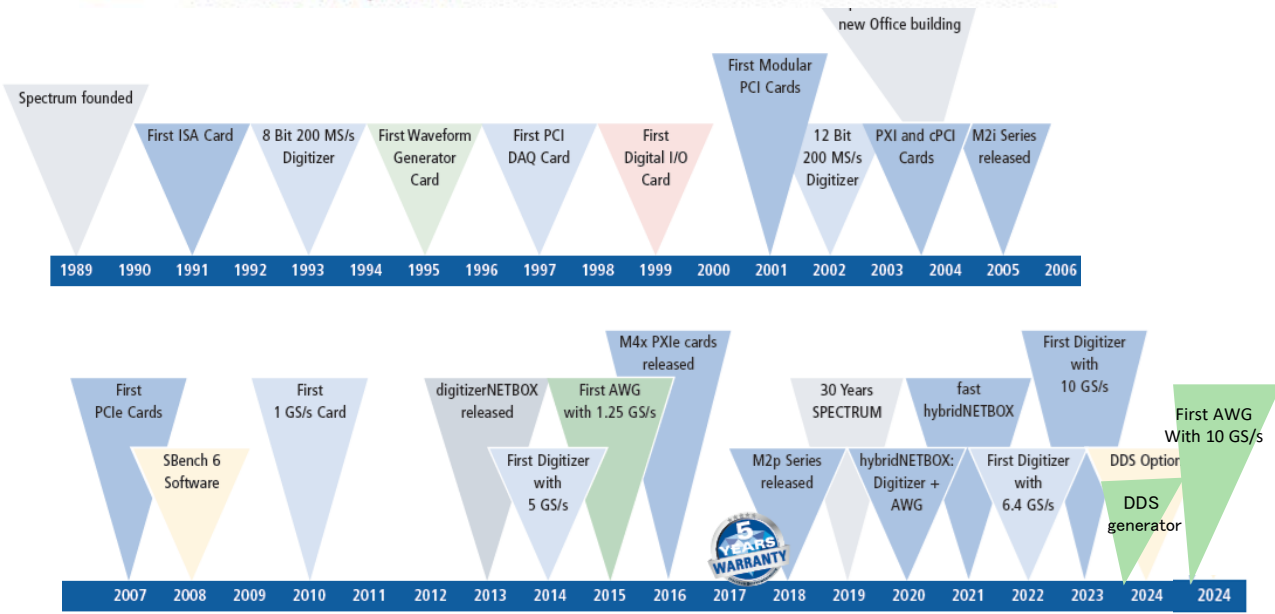 new Office building
Spectrum founded
First ISA Card
8 Bit 200 MS/s
Digitizer
First Waveform
Generator
Card
First PCI
DAQ Card
First
Digital I/O
Card
First Modular
PCI Cards
12 Bit
200 MS/s
Digitizer
PXI and cPCI
Cards
M2i Series
released
1989 1990 1991 1992 1993 1994 1995 1996 1997 1998 1999 2000 2001 2002 2003 2004 2005 2006
First
PCIe Cards
SBench 6
Software
First
1 GS/s Card
digitizerNETBOX
released
First Digitizer
with
5 GS/s
First AWG
with 1.25 GS/s
M4x PXIe cards
released
5
YEARS
WARRANTY
M2p Series
released
30 Years
SPECTRUM
hybridNETBOX:
Digitizer +
AWG
fast
hybridNETBOX
First Digitizer
with
6.4 GS/s
First Digitizer
with
10 GS/s
DDS Option
DDS
generator
First AWG
With 10 GS/s
2007 2008 2009 2010 2011 2012 2013 2014 2015 2016 2017 2018 2019 2020 2021 2022 2023 2024 2024